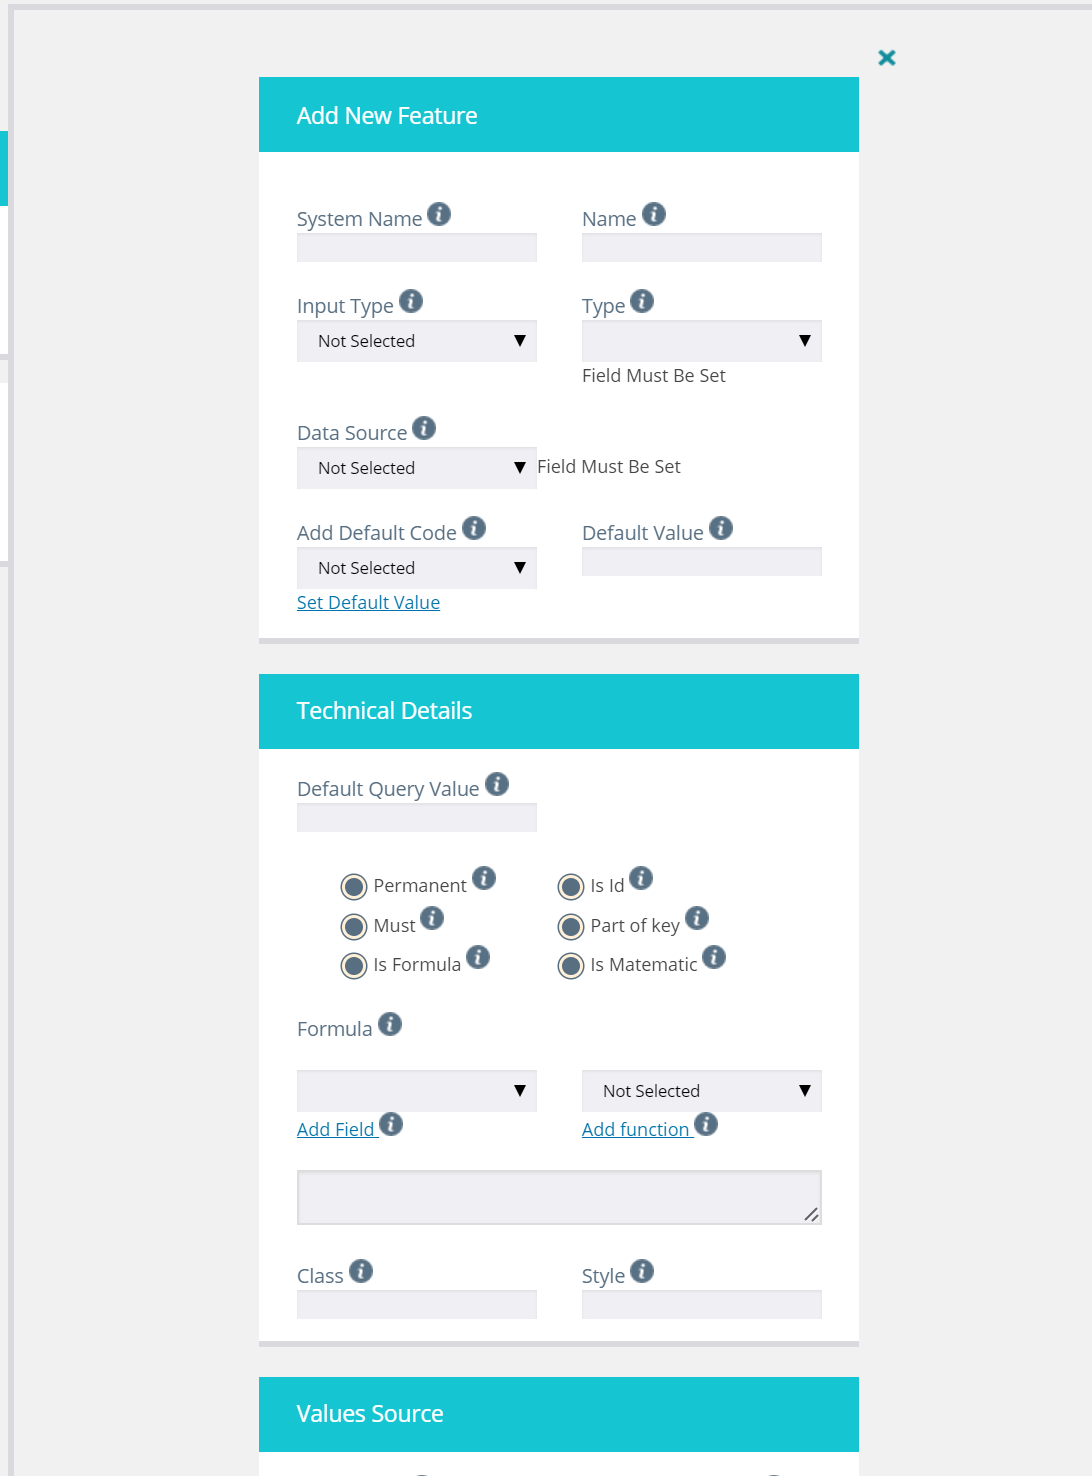 Add New Feature
System Name
Name
Input Type
Type
Not Selected
Field Must Be Set
Data Source
Not Selected
Field Must Be Set
Add Default Code
Default Value
Not Selected
Set Default Value
Technical Details
Default Query Value
Permanent
Is Id
Must
Part of key
Is Formula
Is Matematic
Formula
Not Selected
Add Field
Add function
Class
Style
Values Source